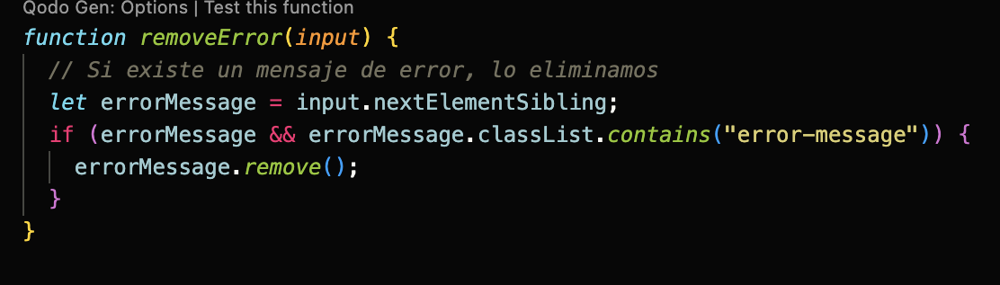 Qodo Gen: Options | Test this function
function removeError(input) {
// Si existe un mensaje de error, lo eliminamos
let errorMessage = input.nextElementSibling;
if (errorMessage && errorMessage.classList.contains("error-message")) {
errorMessage.remove();
}
}